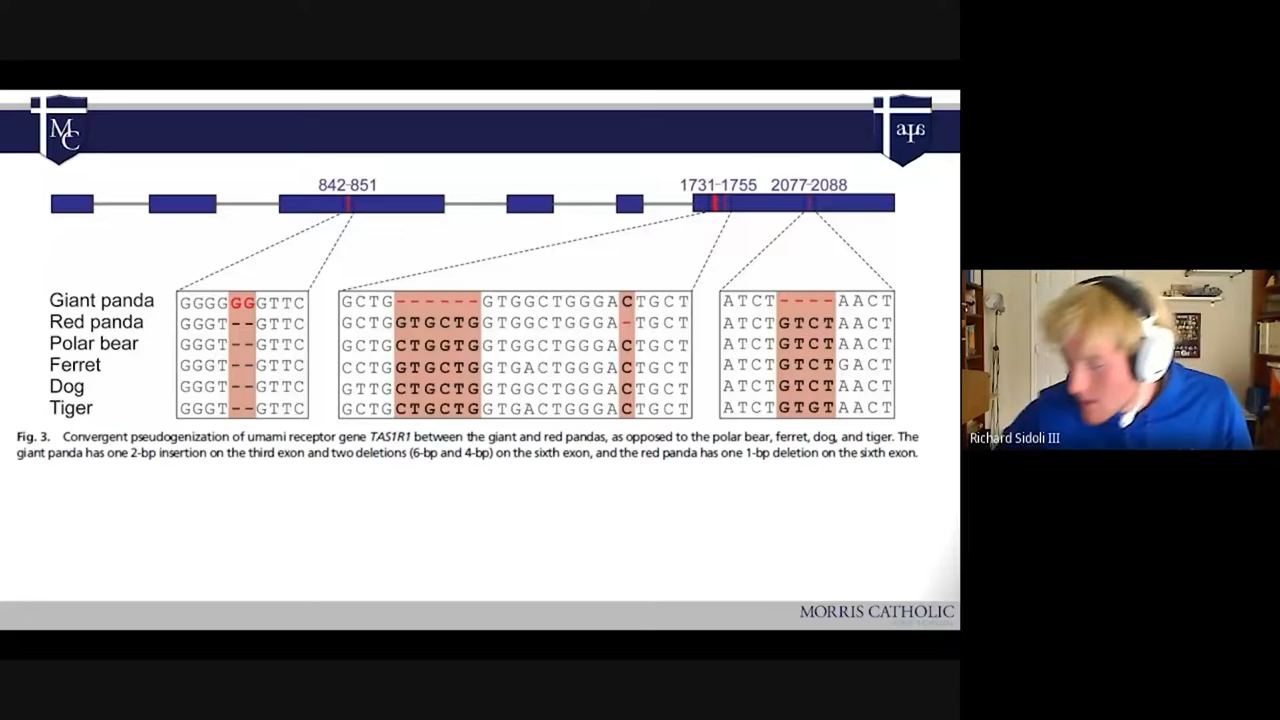 MC
842-851
1731-1755 2077-2088
Giant panda GGGGGGGTTC GCTG------GTGGCTGGGACTGCT ATCT----AACT
Red panda GGGT--GTTC GCTGGTGCTGGTGGCTGGGA-TGCT ATCTGTCTAACT
Polar bear GGGT--GTTC GCTGCTGGTGGTGGCTGGGACTGCT ATCTGTCTAACT
Ferret GGGT--GTTC CCTGGTGCTGGTGACTGGGACTGCT ATCTGTCTGACT
Dog GGGT--GTTC GTTGGTGCTGGTGGCTGGGACTGCT ATCTGTCTAACT
Tiger GGGT--GTTC GCTGCTGCTGGTGACTGGGACTGCT ATCTGTGTAACT
Fig. 3. Convergent pseudogenization of umami receptor gene TAS1R1 between the giant and red pandas, as opposed to the polar bear, ferret, dog, and tiger. The
giant panda has one 2-bp insertion on the third exon and two deletions (6-bp and 4-bp) on the sixth exon, and the red panda has one 1-bp deletion on the sixth exon.
MORRIS CATHOLIC
Richard Sidoli III